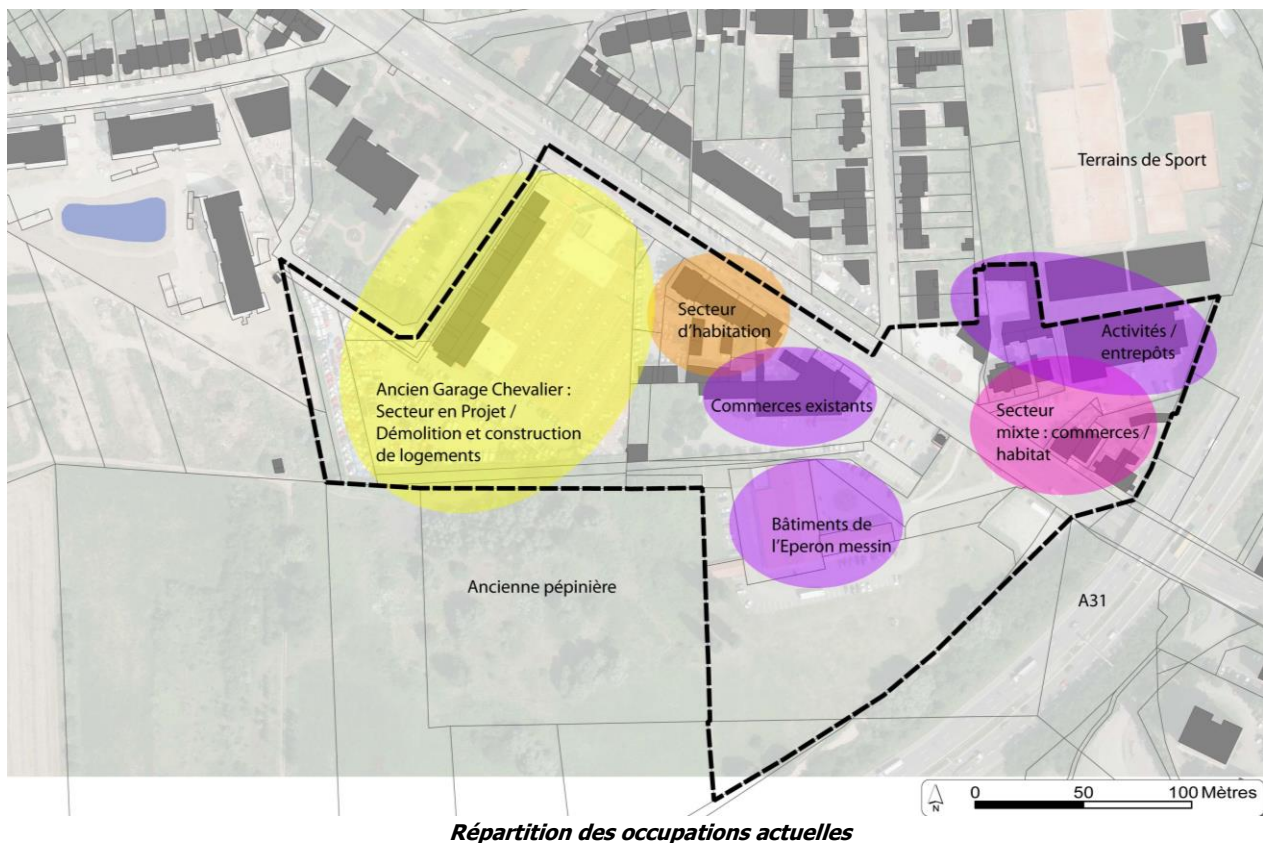 Terrains de Sport
Secteur
d'habitation
Activités /
entrepôts
Ancien Garage Chevalier :
Secteur en Projet /
Démolition et construction
de logements
Commerces existants
Secteur
mixte : commerces /
habitat
Bâtiments de
l'Eperon messin
Ancienne pépinière
A31
N
0 50 100 Mètres
Répartition des occupations actuelles